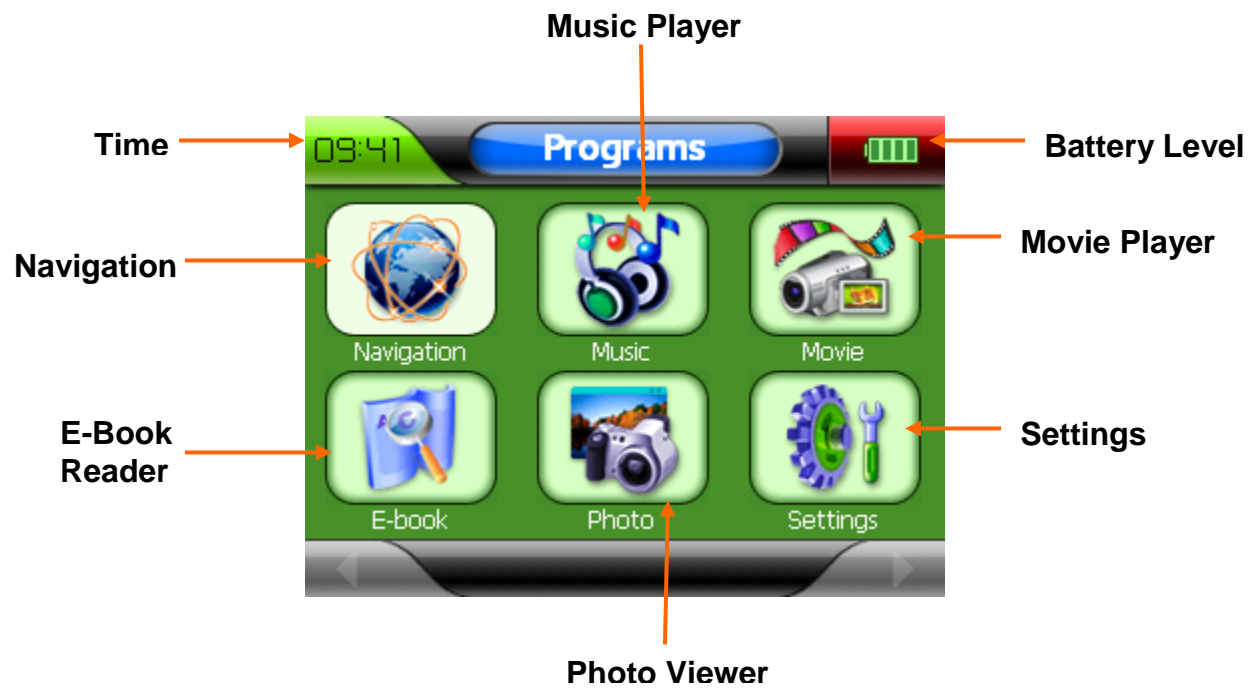 Music Player
Time
09:41
Programs
Battery Level
Navigation
Movie Player
Navigation
Music
Movie
E-Book
Reader
Settings
E-book
Photo
Settings
Photo Viewer